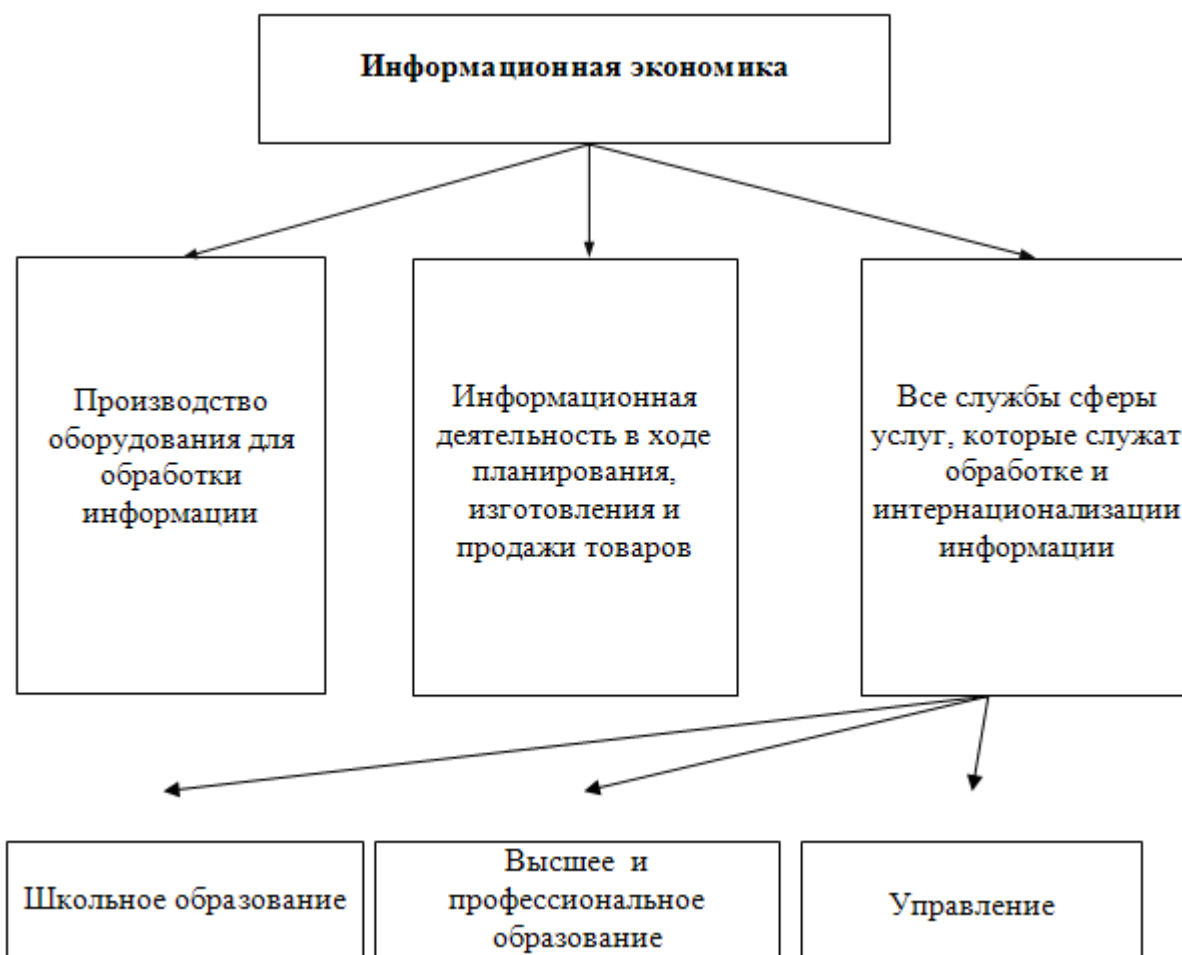 Информационная экономика
Производство
оборудования для
обработки
информации
Информационная
деятельность в ходе
планирования,
изготовления и
продажи товаров
Все службы сферы
услуг, которые служат
обработке и
интернационализации
информации
Школьное образование
Высшее и
профессиональное
образование
Управление